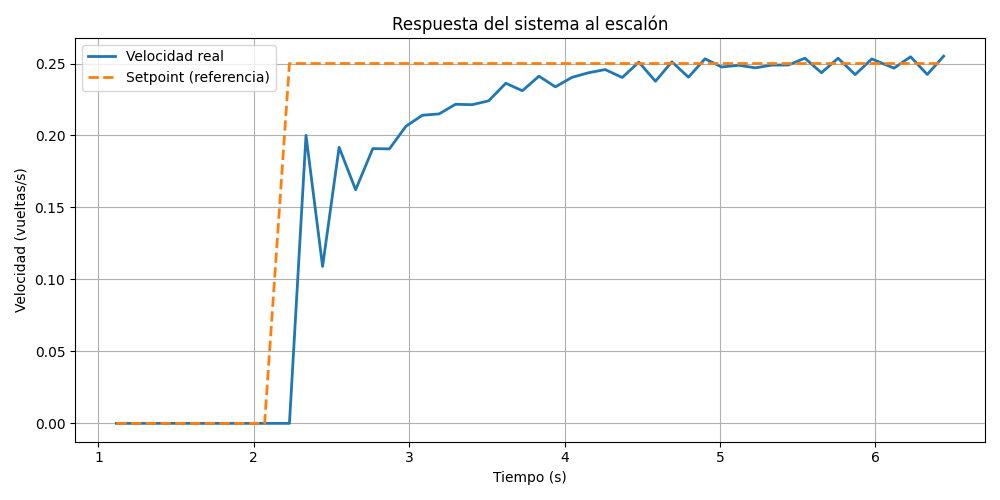 Respuesta del sistema al escalón
Velocidad real
Setpoint (referencia)
Velocidad (vueltas/s)
0.25
0.20
0.15
0.10
0.05
0.00
1 2 3 4 5 6
Tiempo (s)